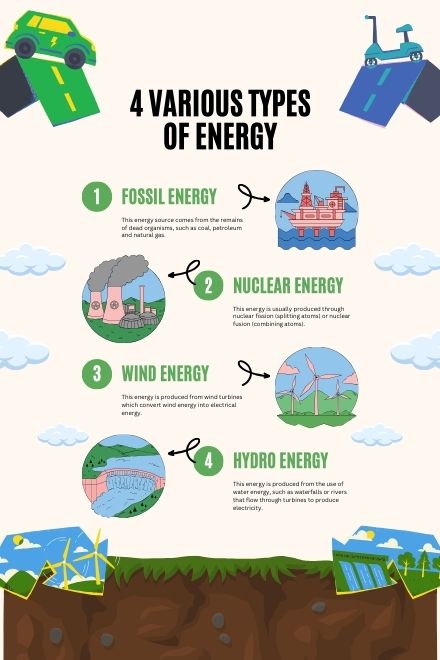 4 VARIOUS TYPES
OF ENERGY
1 FOSSIL ENERGY
This energy source comes from the remains
of dead organisms, such as coal, petroleum
and natural gas.
2 NUCLEAR ENERGY
This energy is usually produced through
nuclear fission (splitting atoms) or nuclear
fusion (combining atoms).
3 WIND ENERGY
This energy is produced from wind turbines
which convert wind energy into electrical
energy.
4 HYDRO ENERGY
This energy is produced from the use of
water energy, such as waterfalls or rivers
that flow through turbines to produce
electricity.